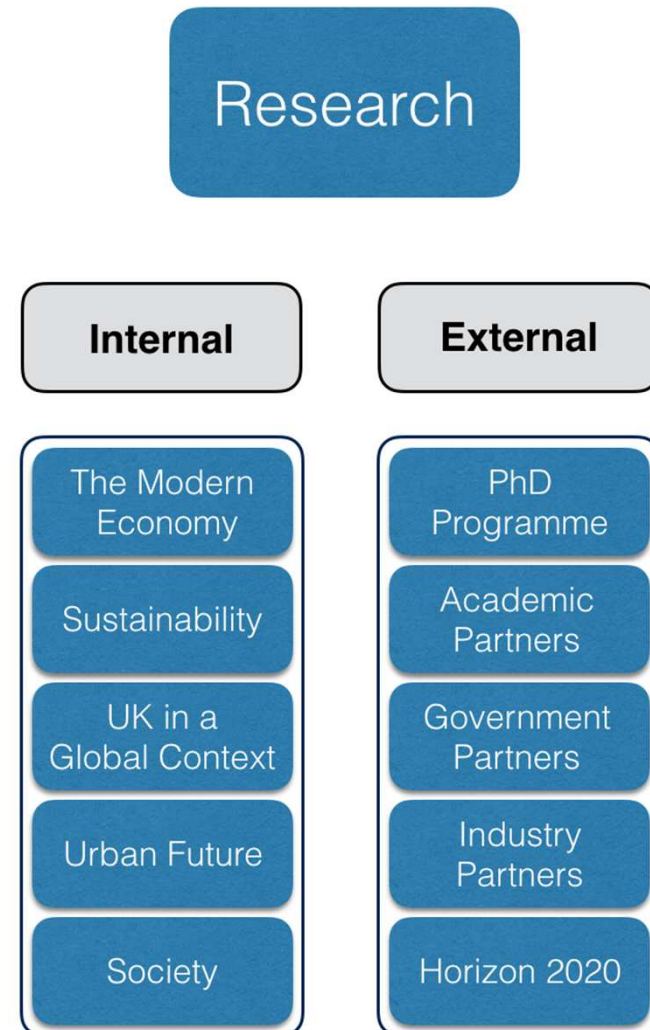 Research
Internal
The Modern
Economy
Sustainability
UK in a
Global Context
Urban Future
Society
External
PhD
Programme
Academic
Partners
Government
Partners
Industry
Partners
Horizon 2020